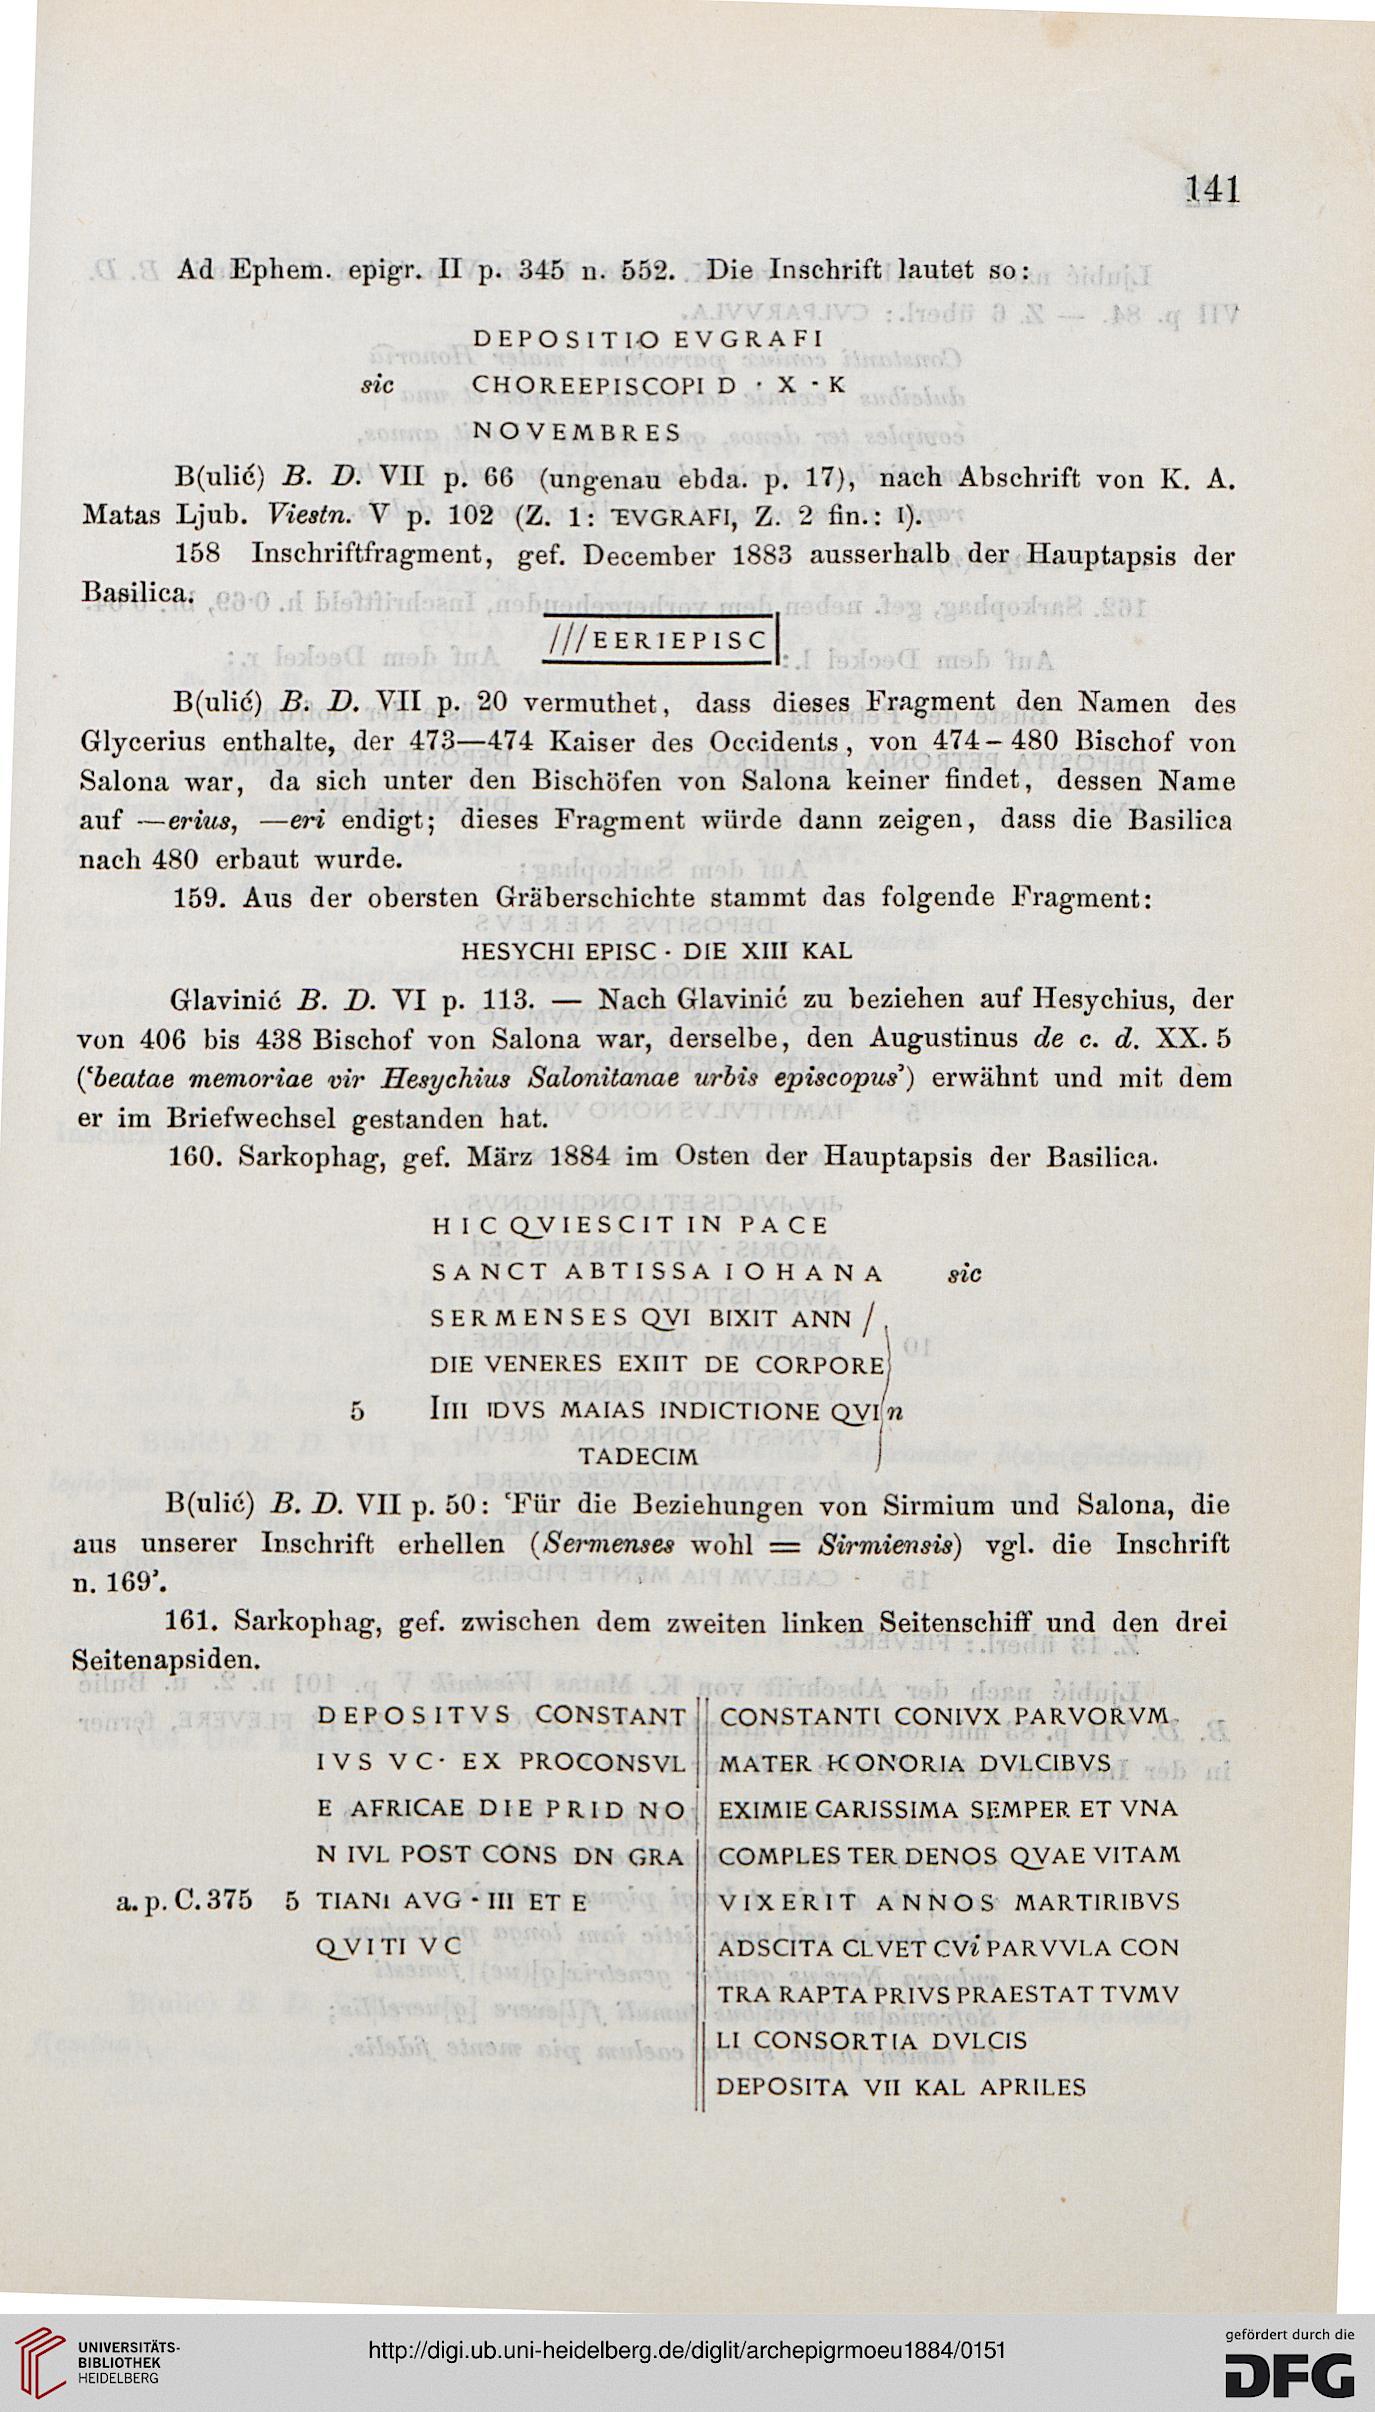 141
Ad Ephem. epigr. II p. 345 n. 552. Die Inschrift lautet so:
DEPOSITIO EVGRAFI
sic CHOREEPISCOPI D · X · K
NOVEMBRES
B(ulić) B. D. VII p. 66 (ungenau ebda. p. 17), nach Abschrift von K. A.
Matas Ljub. Viestn. V p. 102 (Z. 1: EVGRAFI, Z. 2 fin.: I).
158 Inschriftfragment, gef. December 1883 ausserhalb der Hauptapsis der
Basilica.
///EERIEPISC
B(ulić) B. D. VII p. 20 vermuthet, dass dieses Fragment den Namen des
Glycerius enthalte, der 473—474 Kaiser des Occidents, von 474-480 Bischof von
Salona war, da sich unter den Bischöfen von Salona keiner findet, dessen Name
auf —erius, —eri endigt; dieses Fragment würde dann zeigen, dass die Basilica
nach 480 erbaut wurde.
159. Aus der obersten Gräberschichte stammt das folgende Fragment:
HESYCHI EPISC · DIE XIII KAL
Glavinić B. D. VI p. 113. — Nach Glavinić zu beziehen auf Hesychius, der
von 406 bis 438 Bischof von Salona war, derselbe, den Augustinus de c. d. XX. 5
(‘beatae memoriae vir Hesychius Salonitanae urbis episcopus’) erwähnt und mit dem
er im Briefwechsel gestanden hat.
160. Sarkophag, gef. März 1884 im Osten der Hauptapsis der Basilica.
HIC QVIESCIT IN PACE
SANCT ABTISSA IOHANA sic
SERMENSES QVI BIXIT ANN /
DIE VENERES EXIIT DE CORPORE
5 IIII IDVS MAIAS INDICTIONE QVIn
TADECIM
B(ulić) B. D. VII p. 50: ‘Für die Beziehungen von Sirmium und Salona, die
aus unserer Inschrift erhellen (Sermenses wohl = Sirmiensis) vgl. die Inschrift
n. 169’.
161. Sarkophag, gef. zwischen dem zweiten linken Seitenschiff und den drei
Seitenapsiden.
DEPOSITVS CONSTANT
IVS VC· EX PROCONSVL
E AFRICAE DIE PRID NO
N IVL POST CONS DN GRA
a. p. C. 375 5 TIANI AVG · III ET E
QVITI VC
CONSTANTI CONIVX PARVORVM
MATER HONORIA DVLCIBVS
EXIMIE CARISSIMA SEMPER ET VNA
COMPLES TER DENOS QVAE VITAM
VIXERIT ANNOS MARTIRIBVS
ADSCITA CLVET CVi PARVVLA CON
TRA RAPTA PRIVS PRAESTAT TVMV
LI CONSORTIA DVLCIS
DEPOSITA VII KAL APRILES
UNIVERSITÄTS-
BIBLIOTHEK
HEIDELBERG
http://digi.ub.uni-heidelberg.de/diglit/archepigrmoeu1884/0151
gefördert durch die
DFG